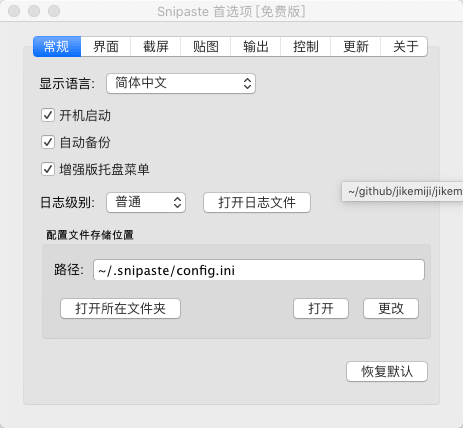 Snipaste 首选项 [免费版]
常规 界面 截屏 贴图 输出 控制 更新 关于
显示语言: 简体中文
开机启动
自动备份
增强版托盘菜单
~/github/jikemiji/jikem
日志级别: 普通 打开日志文件
配置文件存储位置
路径: ~/.snipaste/config.ini
打开所在文件夹 打开 更改
恢复默认